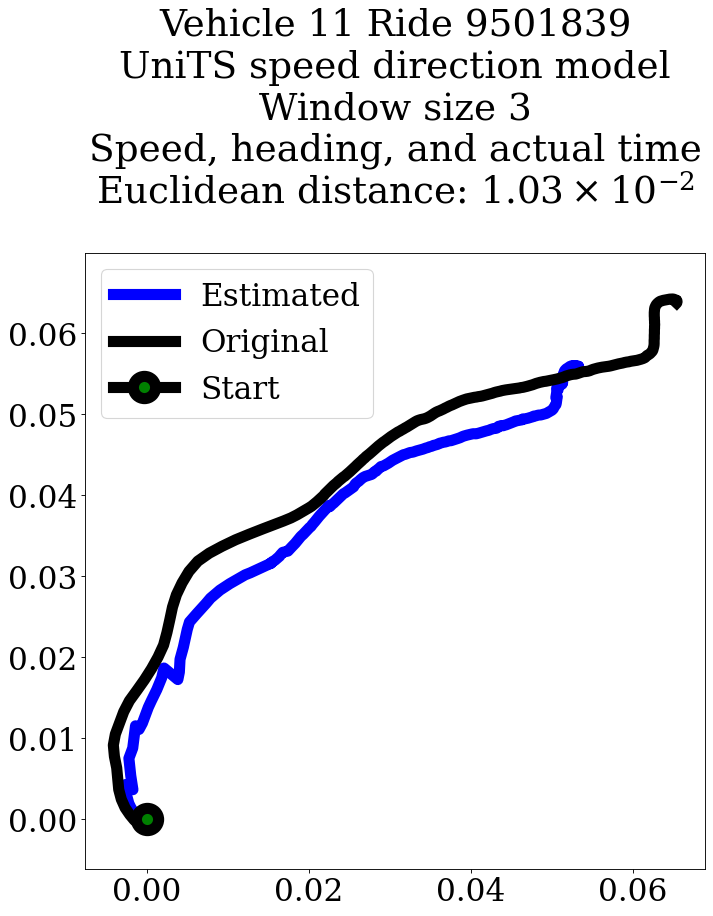 Vehicle 11 Ride 9501839
UniTS speed direction model
Window size 3
Speed, heading, and actual time
Euclidean distance: 1.03 × 10⁻²
Estimated
Original
Start
0.06
0.05
0.04
0.03
0.02
0.01
0.00
0.00 0.02 0.04 0.06